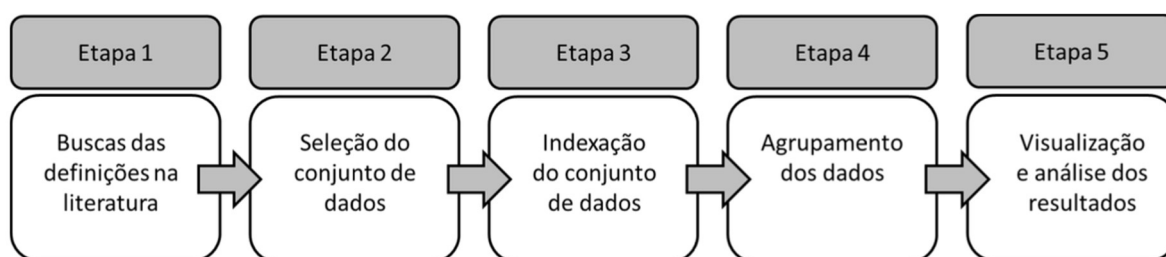 Etapa 1
Etapa 2
Etapa 3
Etapa 4
Etapa 5
Buscas das
definições na
literatura
Seleção do
conjunto de
dados
Indexação
do conjunto
de dados
Agrupamento
dos dados
Visualização
e análise dos
resultados